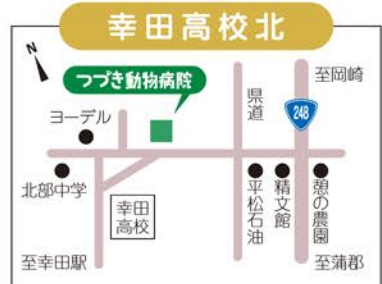 幸田高校北
N
つづき動物病院
ヨーデル
県道
248
至岡崎
北部中学
幸田
高校
平松石油
精文館
憩の農園
至幸田駅
至蒲郡